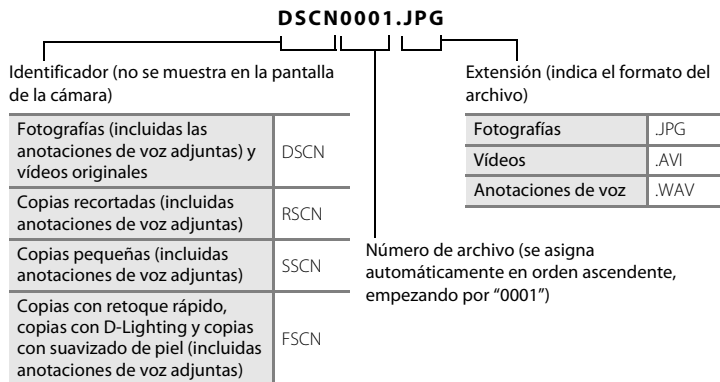 DSCN0001.JPG
Identificador (no se muestra en la pantalla
de la cámara)
Fotografías (incluidas las
anotaciones de voz adjuntas) y
vídeos originales
DSCN
Copias recortadas (incluidas
anotaciones de voz adjuntas)
RSCN
Copias pequeñas (incluidas
anotaciones de voz adjuntas)
SSCN
Copias con retoque rápido,
copias con D-Lighting y copias
con suavizado de piel (incluidas
anotaciones de voz adjuntas)
FSCN
Extensión (indica el formato del
archivo)
Fotografías .JPG
Vídeos .AVI
Anotaciones de voz .WAV
Número de archivo (se asigna
automáticamente en orden ascendente,
empezando por “0001”)